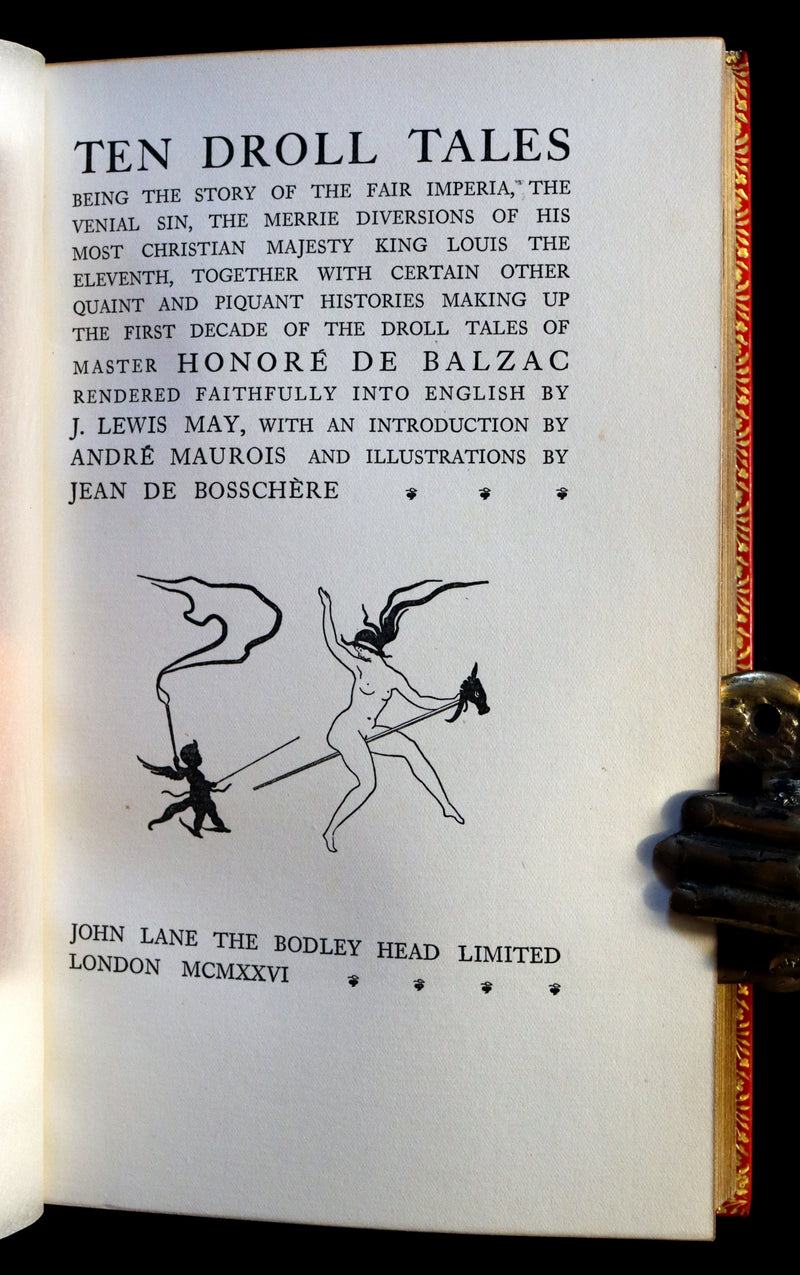 TEN DROLL TALES
BEING THE STORY OF THE FAIR IMPERIA, THE
VENIAL SIN, THE MERRIE DIVERSIONS OF HIS
MOST CHRISTIAN MAJESTY KING LOUIS THE
ELEVENTH, TOGETHER WITH CERTAIN OTHER
QUAINT AND PIQUANT HISTORIES MAKING UP
THE FIRST DECADE OF THE DROLL TALES OF
MASTER HONORÉ DE BALZAC
RENDERED FAITHFULLY INTO ENGLISH BY
J. LEWIS MAY, WITH AN INTRODUCTION BY
ANDRÉ MAUROIS AND ILLUSTRATIONS BY
JEAN DE BOSSCHÈRE
JOHN LANE THE BODLEY HEAD LIMITED
LONDON MCMXXVI